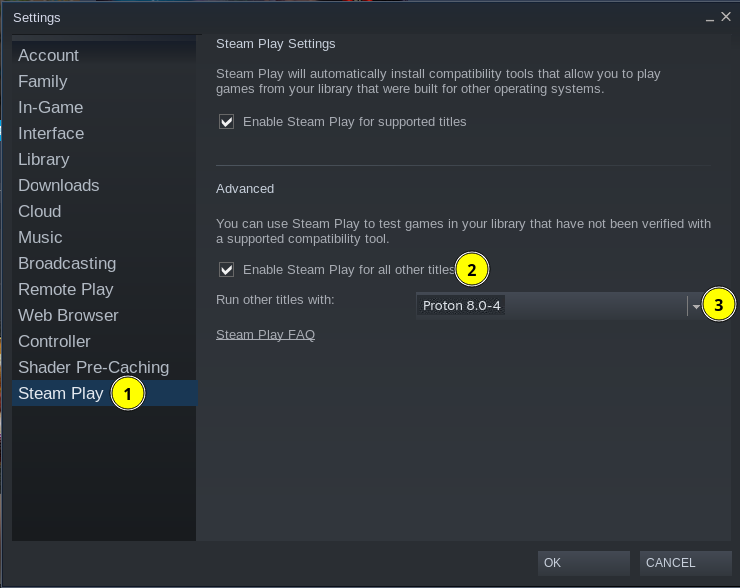 Settings
Account
Family
In-Game
Interface
Library
Downloads
Cloud
Music
Broadcasting
Remote Play
Web Browser
Controller
Shader Pre-Caching
Steam Play 1
Steam Play Settings
Steam Play will automatically install compatibility tools that allow you to play
games from your library that were built for other operating systems.
Enable Steam Play for supported titles
Advanced
You can use Steam Play to test games in your library that have not been verified with
a supported compatibility tool.
Enable Steam Play for all other titles 2
Run other titles with: Proton 8.0-4 3
Steam Play FAQ
OK CANCEL